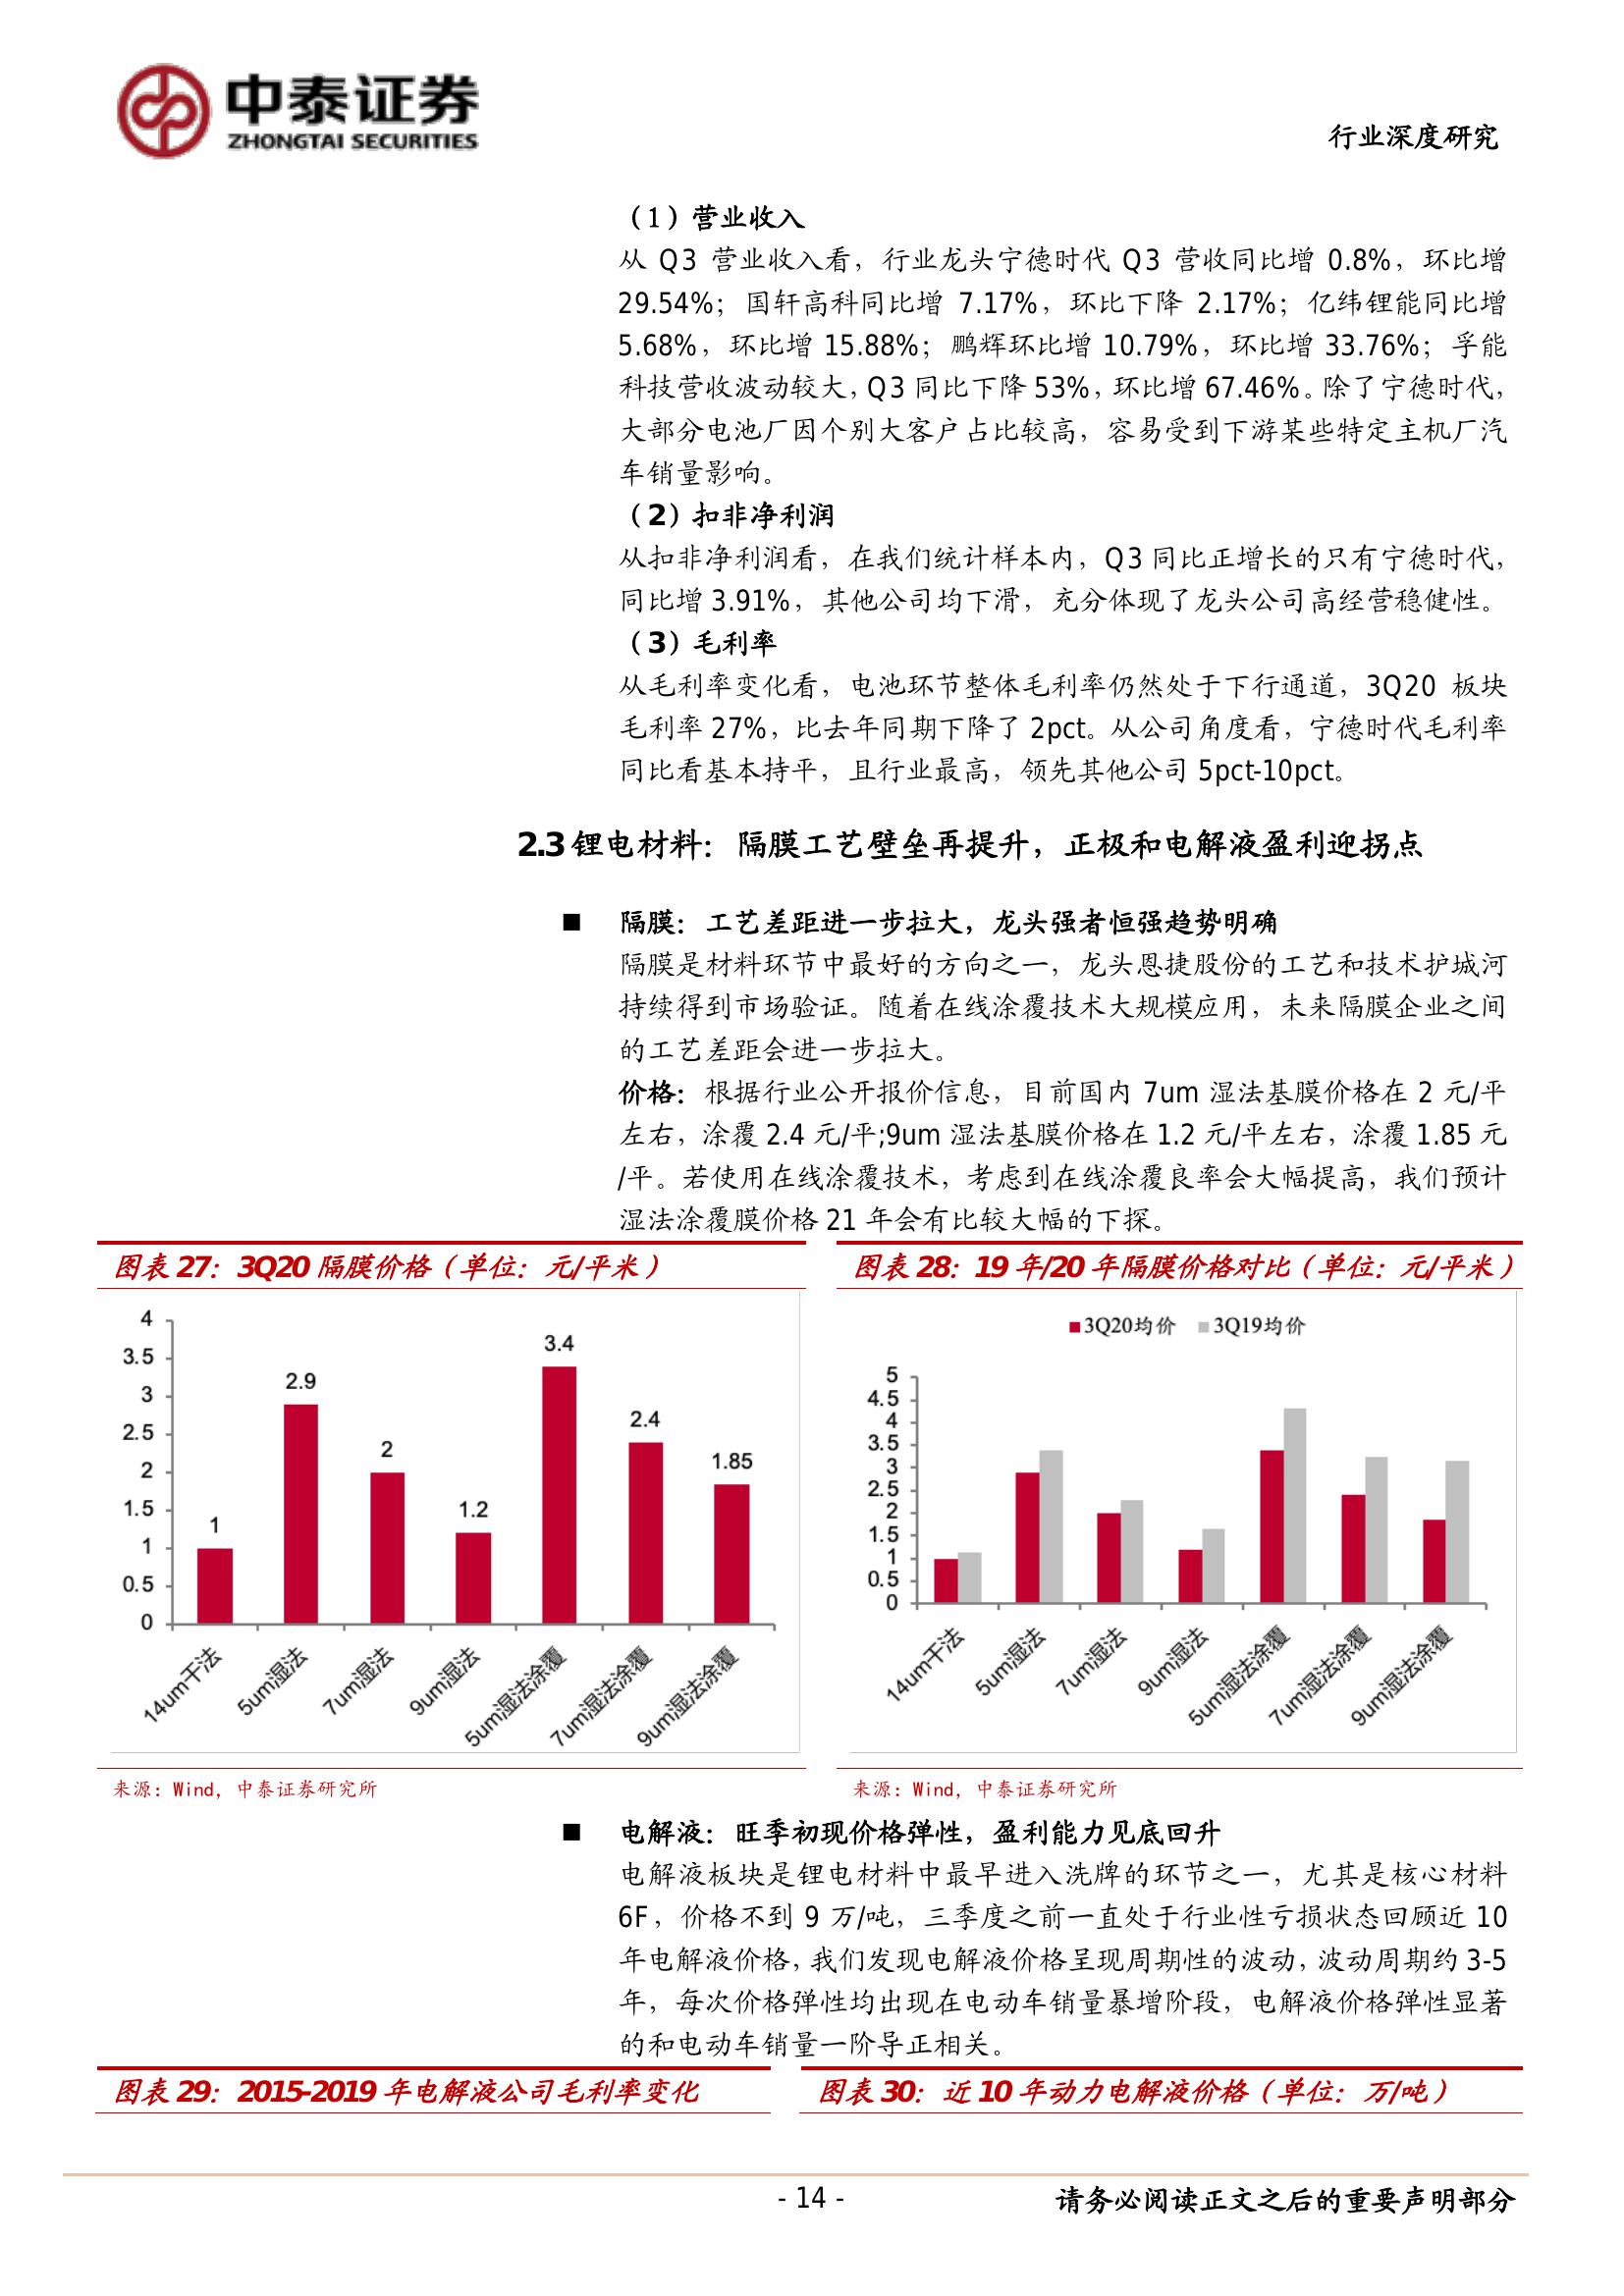 中泰证券
ZHONGTAI SECURITIES
行业深度研究
（1）营业收入
从 Q3 营业收入看，行业龙头宁德时代 Q3 营收同比增 0.8%，环比增
29.54%；国轩高科同比增 7.17%，环比下降 2.17%；亿纬锂能同比增
5.68%，环比增 15.88%；鹏辉环比增 10.79%，环比增 33.76%；孚能
科技营收波动较大，Q3 同比下降 53%，环比增 67.46%。除了宁德时代，
大部分电池厂因个别大客户占比较高，容易受到下游某些特定主机厂汽
车销量影响。
（2）扣非净利润
从扣非净利润看，在我们统计样本内，Q3 同比正增长的只有宁德时代，
同比增 3.91%，其他公司均下滑，充分体现了龙头公司高经营稳健性。
（3）毛利率
从毛利率变化看，电池环节整体毛利率仍然处于下行通道，3Q20 板块
毛利率 27%，比去年同期下降了 2pct。从公司角度看，宁德时代毛利率
同比看基本持平，且行业最高，领先其他公司 5pct-10pct。
2.3 锂电材料：隔膜工艺壁垒再提升，正极和电解液盈利迎拐点
■ 隔膜：工艺差距进一步拉大，龙头强者恒强趋势明确
隔膜是材料环节中最好的方向之一，龙头恩捷股份的工艺和技术护城河
持续得到市场验证。随着在线涂覆技术大规模应用，未来隔膜企业之间
的工艺差距会进一步拉大。
价格：根据行业公开报价信息，目前国内 7um 湿法基膜价格在 2 元/平
左右，涂覆 2.4 元/平;9um 湿法基膜价格在 1.2 元/平左右，涂覆 1.85 元
/平。若使用在线涂覆技术，考虑到在线涂覆良率会大幅提高，我们预计
湿法涂覆膜价格 21 年会有比较大幅的下探。
图表 27：3Q20 隔膜价格（单位：元/平米）
4
3.5
3
2.5
2
1.5
1
0.5
0
1
2.9
2
1.2
3.4
2.4
1.85
14um干法
5um湿法
7um湿法
9um湿法
5um湿法涂覆
7um湿法涂覆
9um湿法涂覆
来源：Wind，中泰证券研究所
图表 28：19 年/20 年隔膜价格对比（单位：元/平米）
3Q20均价 3Q19均价
5
4.5
4
3.5
3
2.5
2
1.5
1
0.5
0
14um干法
5um湿法
7um湿法
9um湿法
5um湿法涂覆
7um湿法涂覆
9um湿法涂覆
来源：Wind，中泰证券研究所
■ 电解液：旺季初现价格弹性，盈利能力见底回升
电解液板块是锂电材料中最早进入洗牌的环节之一，尤其是核心材料
6F，价格不到 9 万/吨，三季度之前一直处于行业性亏损状态回顾近 10
年电解液价格，我们发现电解液价格呈现周期性的波动，波动周期约 3-5
年，每次价格弹性均出现在电动车销量暴增阶段，电解液价格弹性显著
的和电动车销量一阶导正相关。
图表 29：2015-2019 年电解液公司毛利率变化
图表 30：近 10 年动力电解液价格（单位：万/吨）
- 14 -
请务必阅读正文之后的重要声明部分